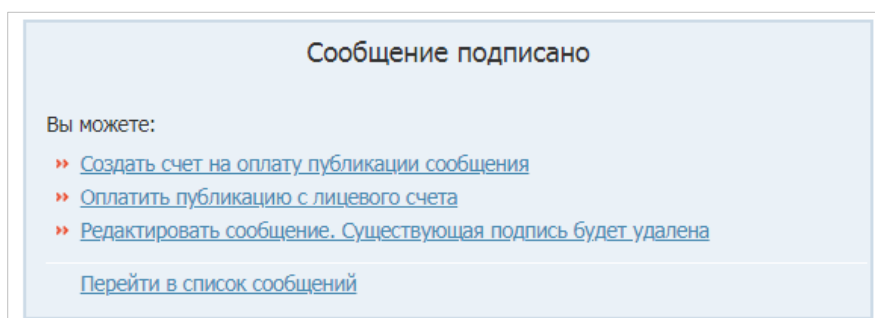 Сообщение подписано
Вы можете:
Создать счет на оплату публикации сообщения
Оплатить публикацию с лицевого счета
Редактировать сообщение. Существующая подпись будет удалена
Перейти в список сообщений